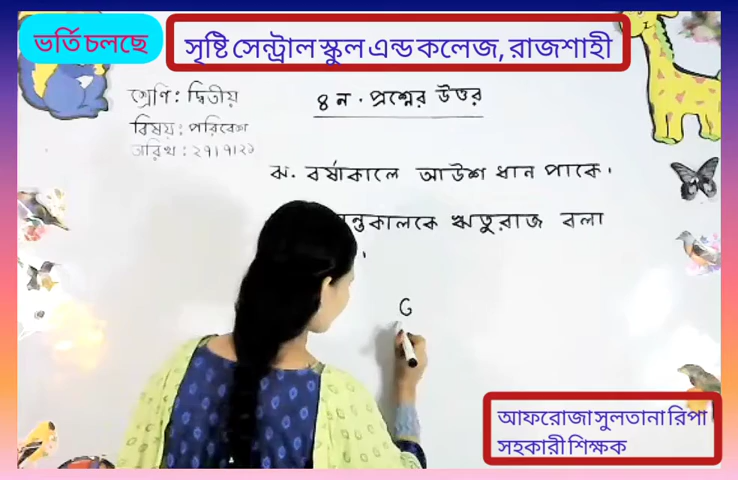 ভর্তি চলছে
সৃষ্টি সেন্ট্রাল স্কুল এন্ড কলেজ, রাজশাহী
শ্রেণি: দ্বিতীয়
৪ ন. প্রশ্নের উত্তর
বিষয়: পরিবেশ
তারিখ: ২৭।৭।২১
ঝ. বর্ষাকালে আউশ ধান পাকে।
ঋতুরাজ বলা
আফরোজা সুলতানা রিপা
সহকারী শিক্ষক